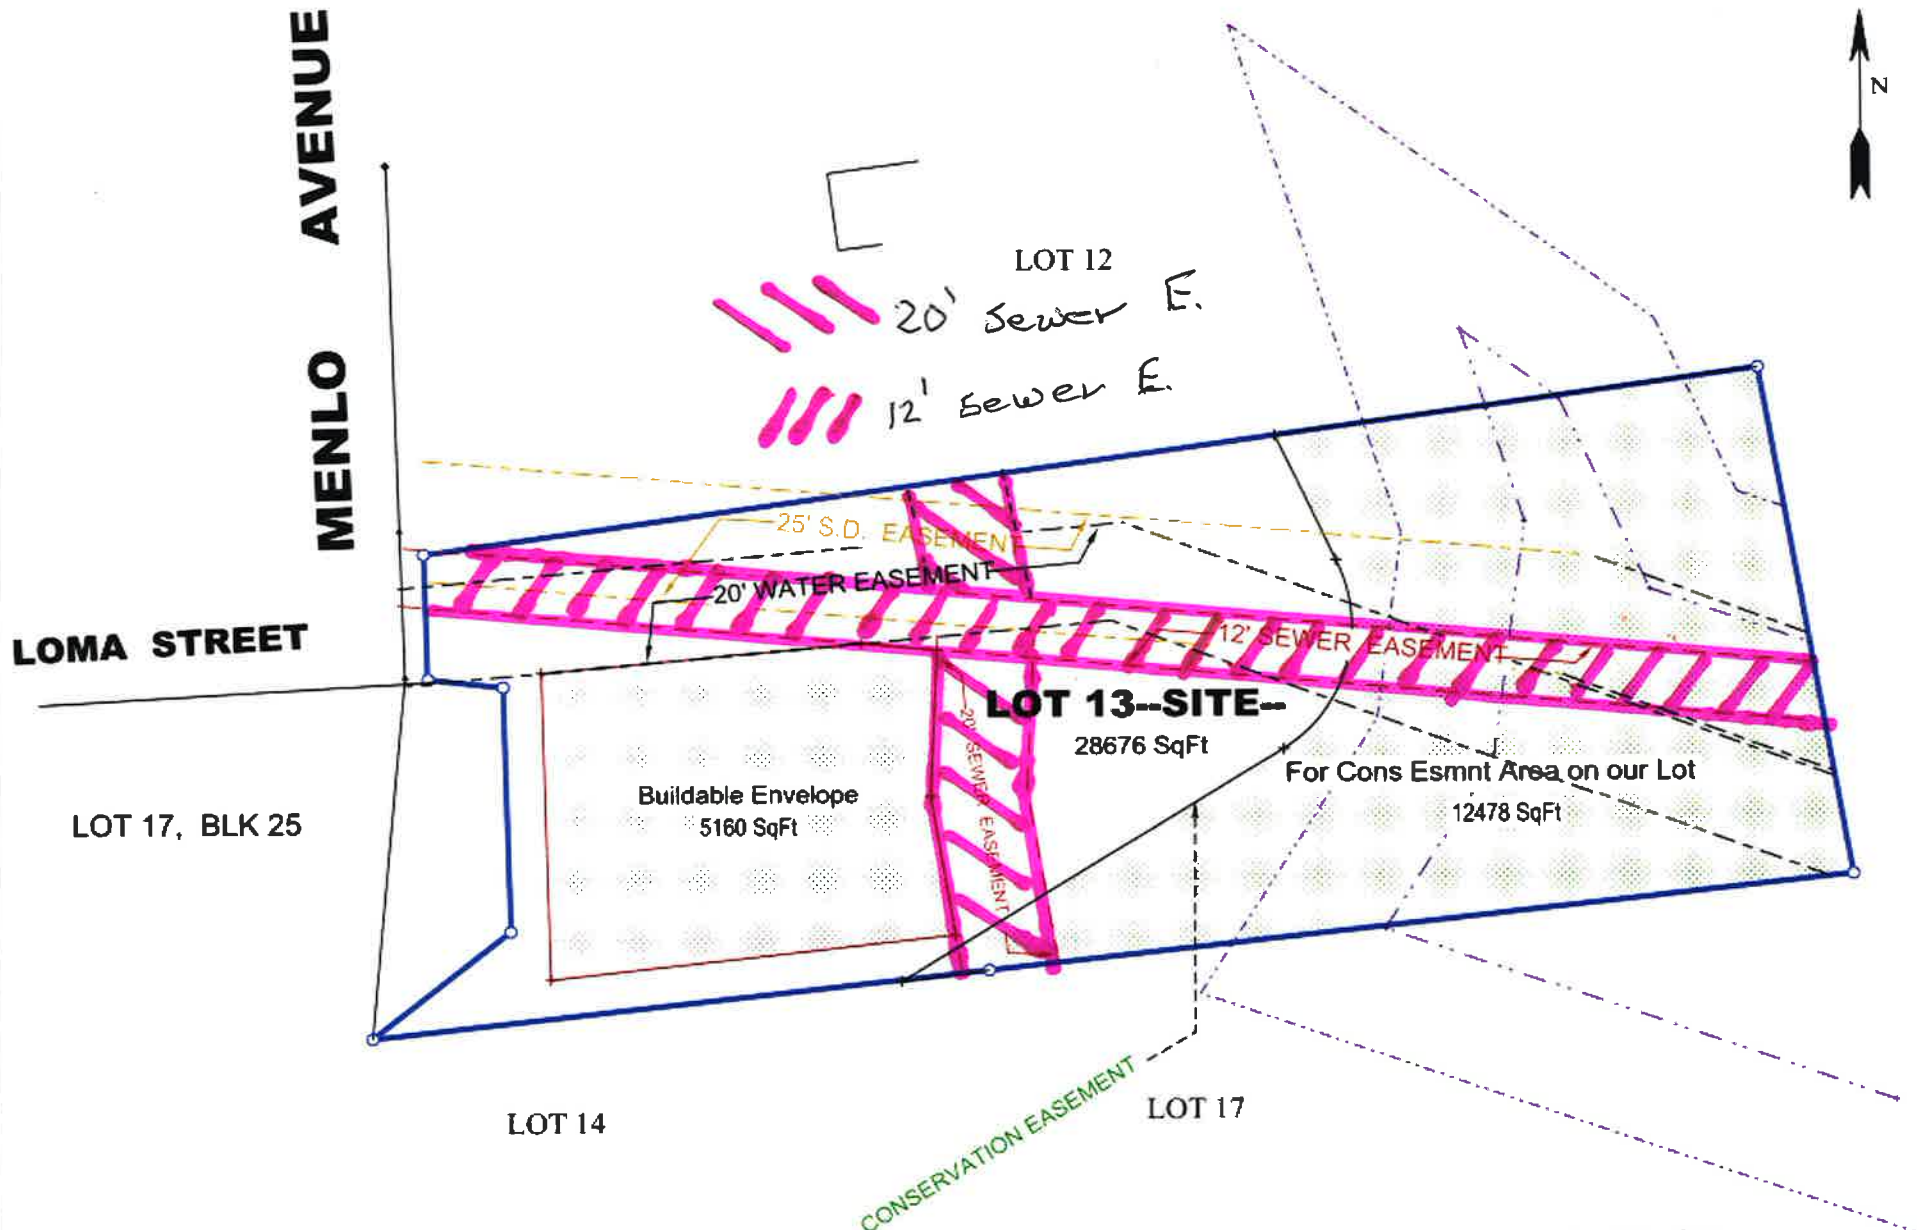 MENLO AVENUE
N
LOT 12
20' Sewer E.
12' Sewer E.
25' S.D. EASEMENT
20' WATER EASEMENT
12' SEWER EASEMENT
LOMA STREET
LOT 13--SITE--
28676 SqFt
20' SEWER EASEMENT
Buildable Envelope
5160 SqFt
For Cons Esmnt Area on our Lot
12478 SqFt
LOT 17, BLK 25
CONSERVATION EASEMENT
LOT 14
LOT 17